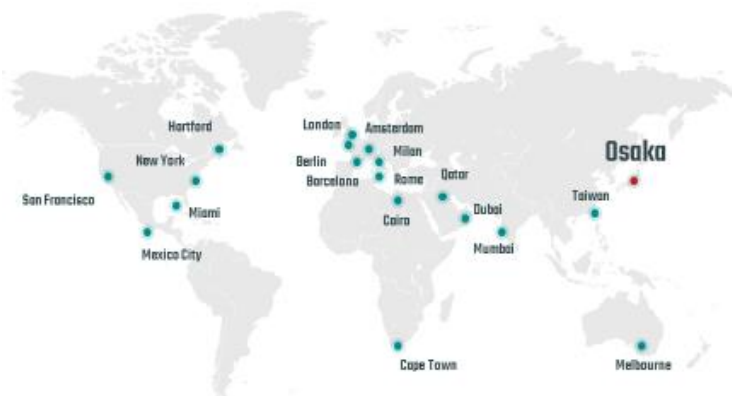 Hartford
London
Amsterdam
New York
Berlin
Milan
Osaka
Barcelona
Rome
Qatar
San Francisco
Miami
Cairo
Dubai
Taiwan
Mexico City
Mumbai
Cape Town
Melbourne